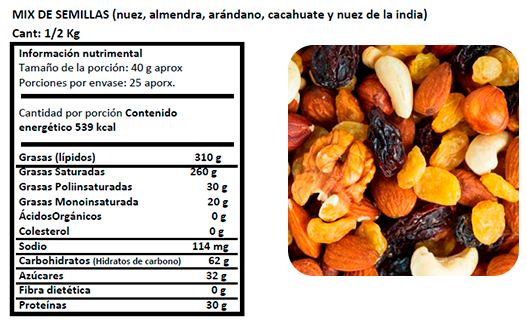 MIX DE SEMILLAS (nuez, almendra, arándano, cacahuate y nuez de la india)
Cant: 1/2 Kg
Información nutrimental
Tamaño de la porción: 40 g aprox
Porciones por envase: 25 aporx.
Cantidad por porción Contenido
energético 539 kcal
Grasas (lípidos) 310 g
Grasas Saturadas 260 g
Grasas Poliinsaturadas 30 g
Grasas Monoinsaturada 20 g
ÁcidosOrgánicos 0 g
Colesterol 0 g
Sodio 114 mg
Carbohidratos (Hidratos de carbono) 62 g
Azúcares 32 g
Fibra dietética 0 g
Proteínas 30 g